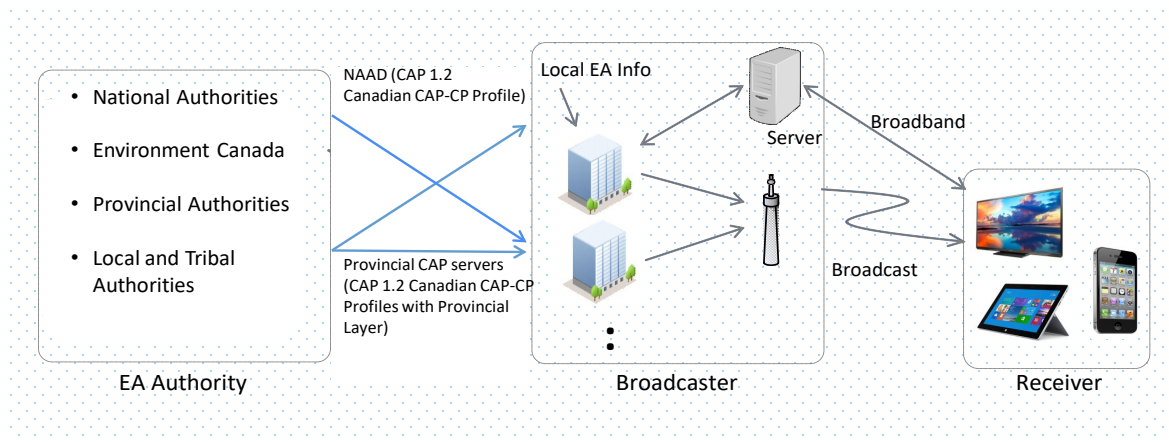 • National Authorities
• Environment Canada
• Provincial Authorities
• Local and Tribal
Authorities
EA Authority
NAAD (CAP 1.2
Canadian CAP-CP Profile)
Provincial CAP servers
(CAP 1.2 Canadian CAP-CP
Profiles with Provincial
Layer)
Local EA Info
Server
Broadcaster
Broadband
Broadcast
Receiver